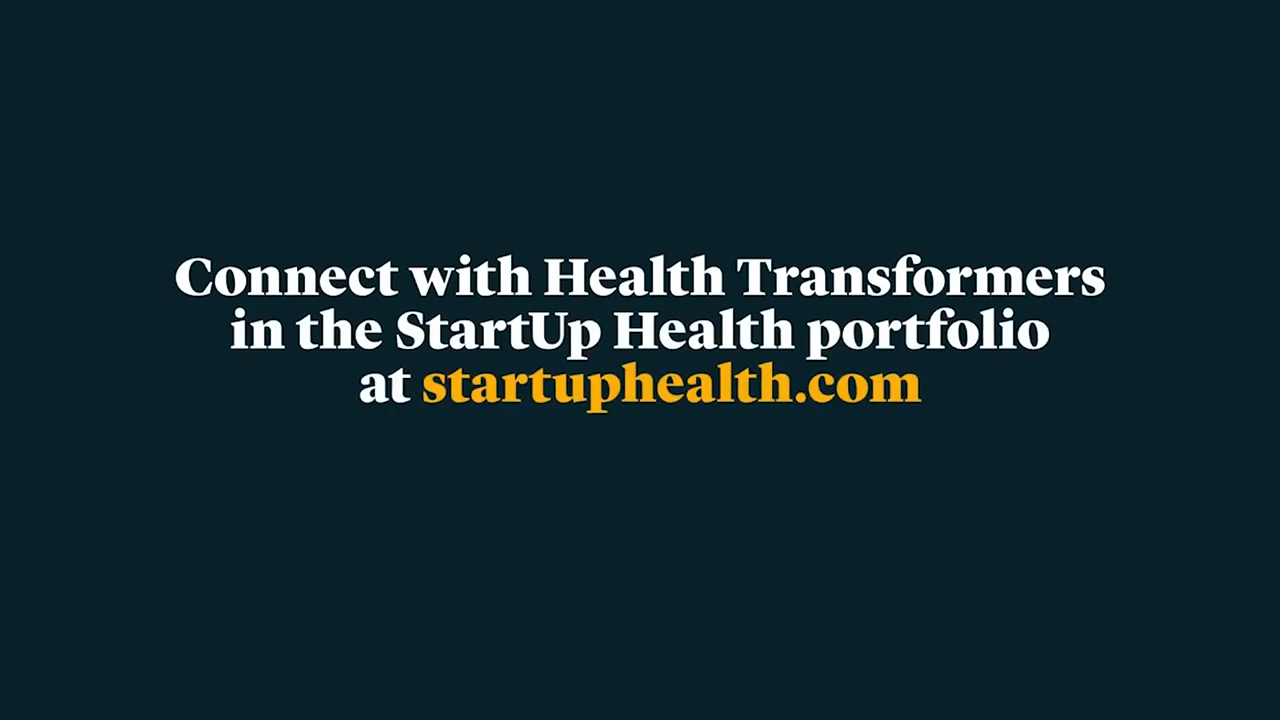 Connect with Health Transformers
in the StartUp Health portfolio
at startuphealth.com